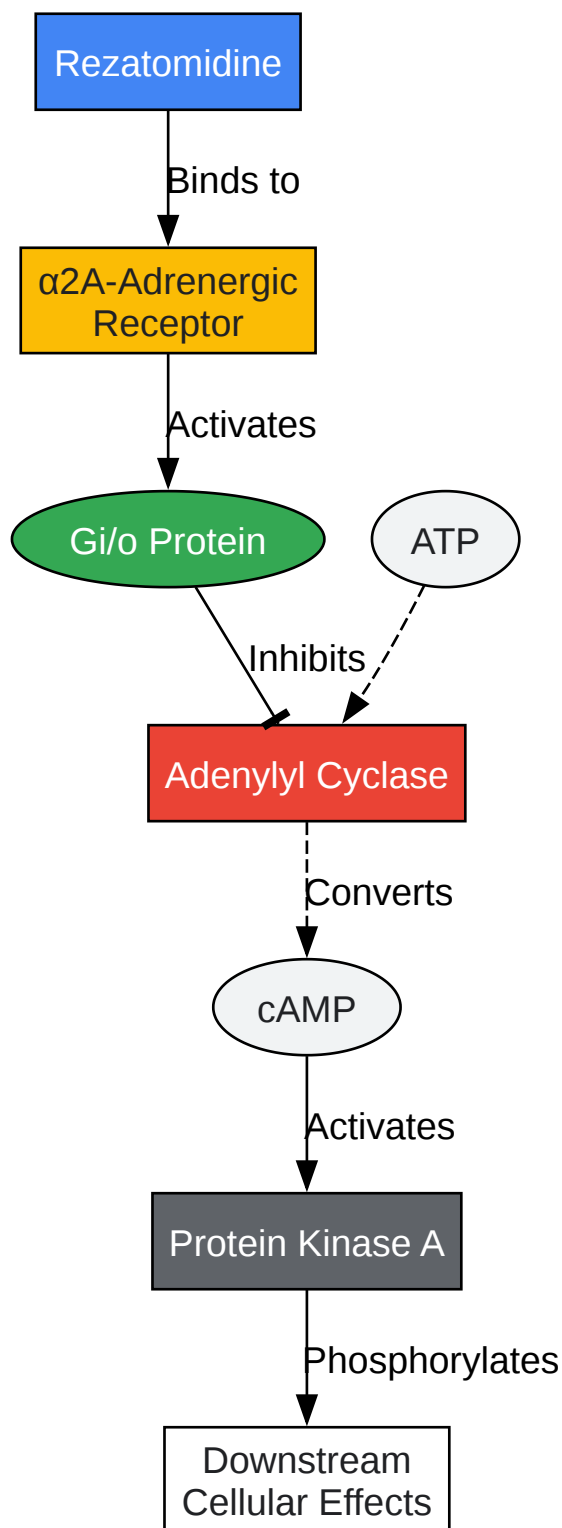 Rezatomidine
Binds to
α2A-Adrenergic
Receptor
Activates
Gi/o Protein
ATP
Inhibits
Adenylyl Cyclase
Converts
cAMP
Activates
Protein Kinase A
Phosphorylates
Downstream
Cellular Effects